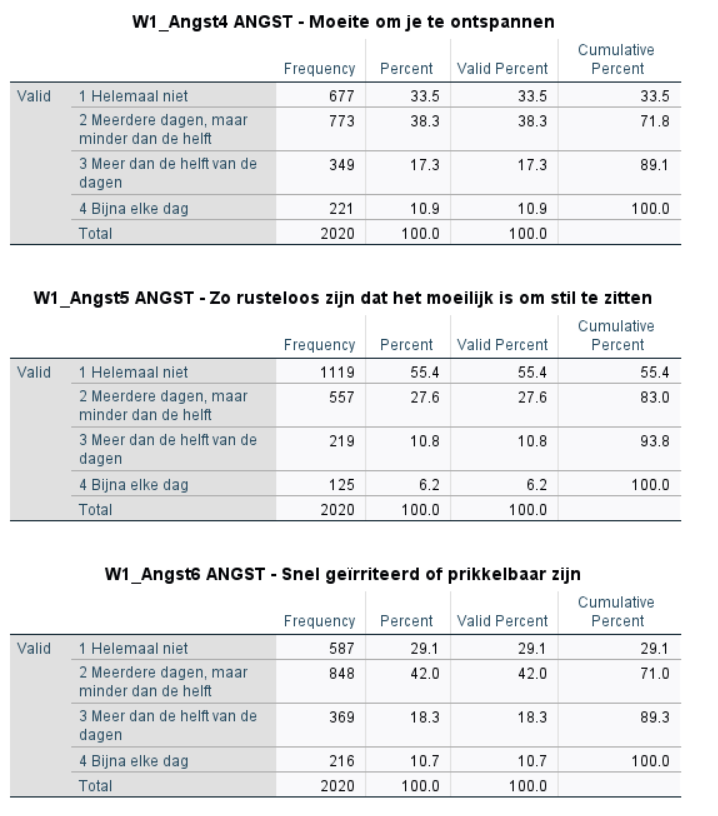 W1_Angst4 ANGST - Moeite om je te ontspannen
Cumulative
Frequency Percent Valid Percent Percent
Valid 1 Helemaal niet 677 33.5 33.5 33.5
2 Meerdere dagen, maar 773 38.3 38.3 71.8
minder dan de helft
3 Meer dan de helft van de 349 17.3 17.3 89.1
dagen
4 Bijna elke dag 221 10.9 10.9 100.0
Total 2020 100.0 100.0
W1_Angst5 ANGST - Zo rusteloos zijn dat het moeilijk is om stil te zitten
Cumulative
Frequency Percent Valid Percent Percent
Valid 1 Helemaal niet 1119 55.4 55.4 55.4
2 Meerdere dagen, maar 557 27.6 27.6 83.0
minder dan de helft
3 Meer dan de helft van de 219 10.8 10.8 93.8
dagen
4 Bijna elke dag 125 6.2 6.2 100.0
Total 2020 100.0 100.0
W1_Angst6 ANGST - Snel geïrriteerd of prikkelbaar zijn
Cumulative
Frequency Percent Valid Percent Percent
Valid 1 Helemaal niet 587 29.1 29.1 29.1
2 Meerdere dagen, maar 848 42.0 42.0 71.0
minder dan de helft
3 Meer dan de helft van de 369 18.3 18.3 89.3
dagen
4 Bijna elke dag 216 10.7 10.7 100.0
Total 2020 100.0 100.0